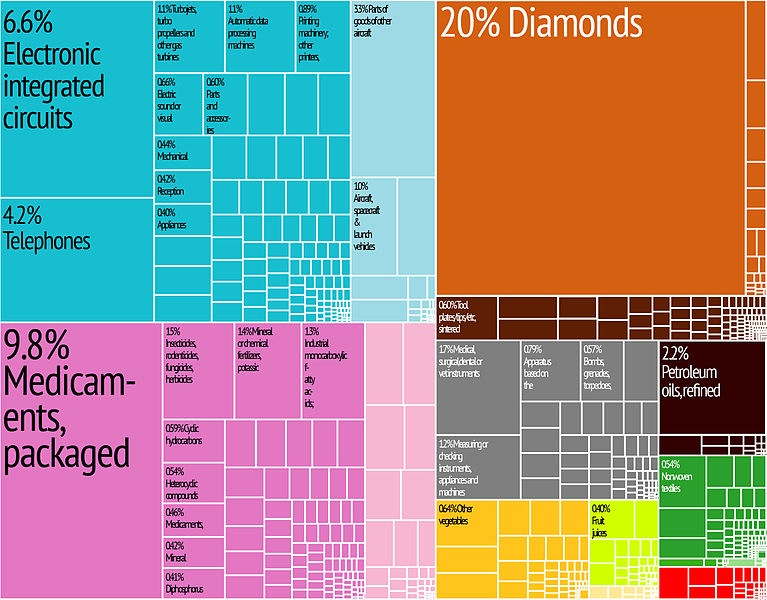 6.6%
Electronic
integrated
circuits
4.2%
Telephones
1.1% Turbojets,
turbo
propellers and
other gas
turbines
1.1%
Automatic data
processing
machines
0.89%
Printing
machinery;
other
printers,
0.66%
Electric
sound or
visual
0.60%
Parts
and
accessor-
ies
0.44%
Mechanical
0.42%
Reception
0.40%
Appliances
3.3% Parts of
goods of other
aircraft
1.0%
Aircraft,
spacecraft
&
launch
vehicles
20% Diamonds
0.60% Tool
plates/tips/etc,
sintered
9.8%
Medicam-
ents,
packaged
1.5%
Insecticides,
rodenticides,
fungicides,
herbicides
1.4% Mineral
or chemical
fertilizers,
potassic
1.3%
Industrial
monocarboxylic
f-
atty
ac-
ids;
0.59% Cyclic
hydrocarbons
0.54%
Heterocyclic
compounds
0.46%
Medicaments,
0.42%
Mineral
0.41%
Diphosphorus
1.7% Medical,
surgical, dental or
vet instruments
0.79%
Apparatus
based on
the
0.57%
Bombs,
grenades,
torpedoes,
1.2% Measuring or
checking
instruments,
appliances and
machines
2.2%
Petroleum
oils, refined
0.54%
Nonwoven
textiles
0.64% Other
vegetables
0.40%
Fruit
juices